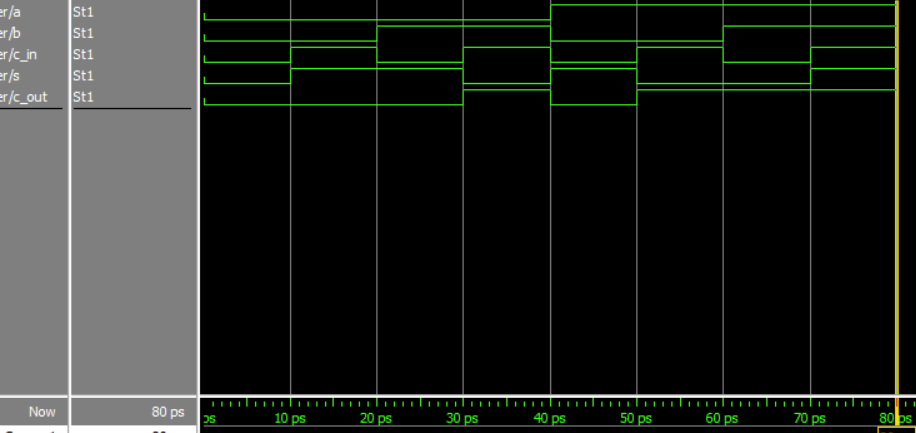 er/a St1
er/b St1
er/c_in St1
er/s St1
er/c_out St1
Now 80 ps
ps 10 ps 20 ps 30 ps 40 ps 50 ps 60 ps 70 ps 80 ps